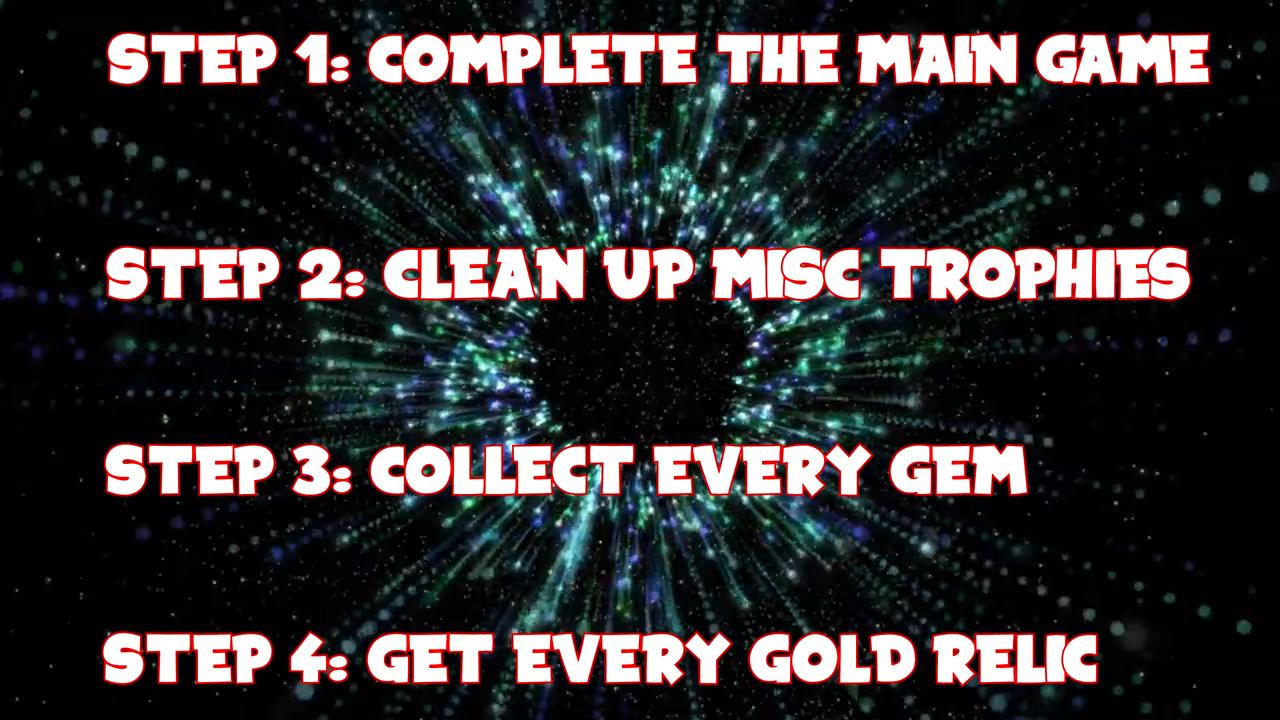 STEP 1: COMPLETE THE MAIN GAME
STEP 2: CLEAN UP MISC TROPHIES
STEP 3: COLLECT EVERY GEM
STEP 4: GET EVERY GOLD RELIC